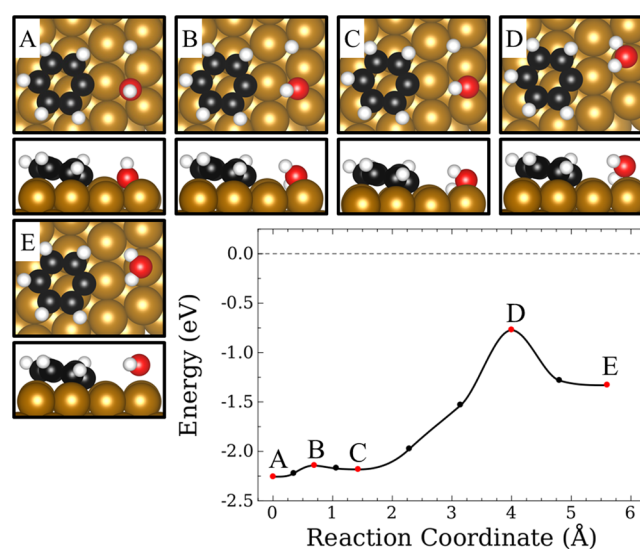 A
B
C
D
E
0.0
-0.5
-1.0
-1.5
-2.0
-2.5
Energy (eV)
A
B
C
D
E
0 1 2 3 4 5 6
Reaction Coordinate (Å)